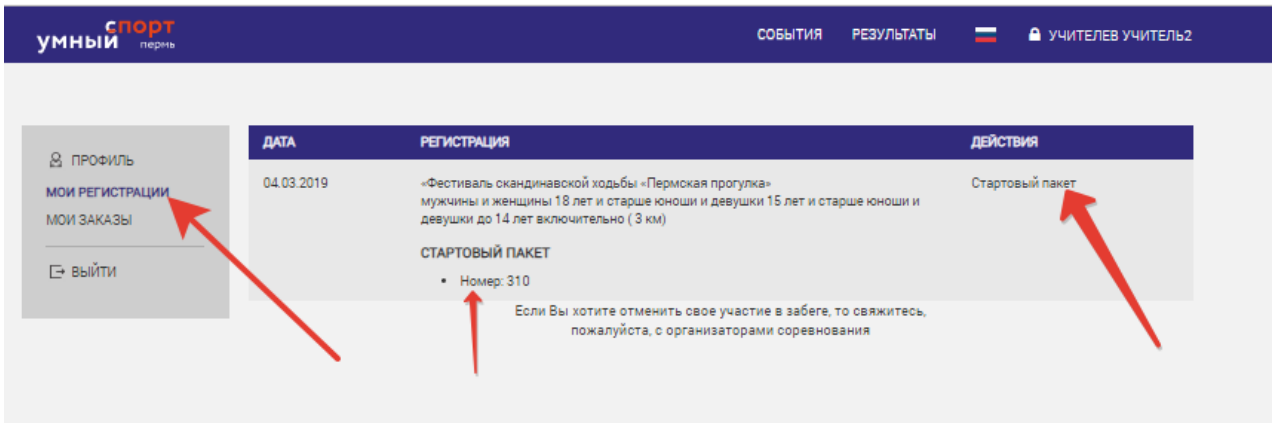 спорт
умный
пермь
СОБЫТИЯ РЕЗУЛЬТАТЫ УЧИТЕЛЕВ УЧИТЕЛЬ2
ПРОФИЛЬ
МОИ РЕГИСТРАЦИИ
МОИ ЗАКАЗЫ
ВЫЙТИ
ДАТА РЕГИСТРАЦИЯ ДЕЙСТВИЯ
04.03.2019 «Фестиваль скандинавской ходьбы «Пермская прогулка» Стартовый пакет
мужчины и женщины 18 лет и старше юноши и девушки 15 лет и старше юноши и
девушки до 14 лет включительно ( 3 км)
СТАРТОВЫЙ ПАКЕТ
• Номер: 310
Если Вы хотите отменить свое участие в забеге, то свяжитесь,
пожалуйста, с организаторами соревнования